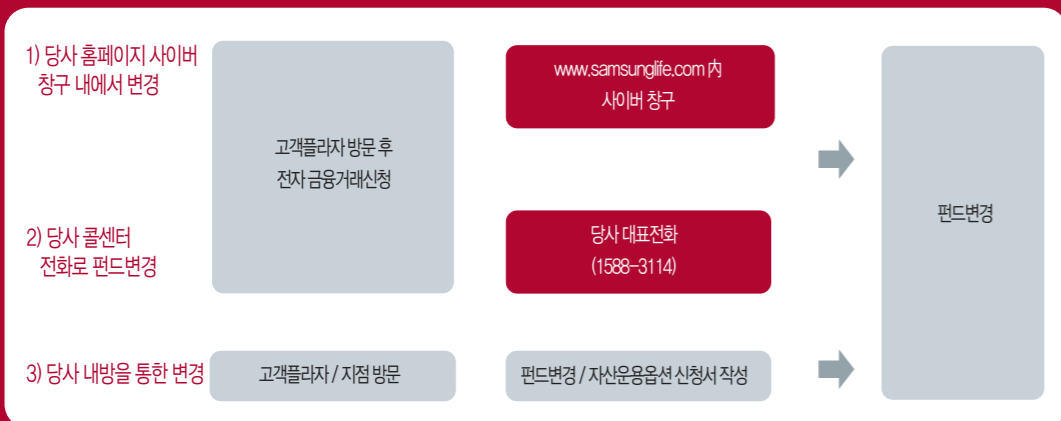 1) 당사 홈페이지 사이버
창구 내에서 변경
고객플라자 방문 후
전자 금융거래신청
www.samsunglife.com 內
사이버 창구
2) 당사 콜센터
전화로 펀드변경
당사 대표전화
(1588-3114)
펀드변경
3) 당사 내방을 통한 변경
고객플라자 / 지점 방문
펀드변경 / 자산운용옵션 신청서 작성